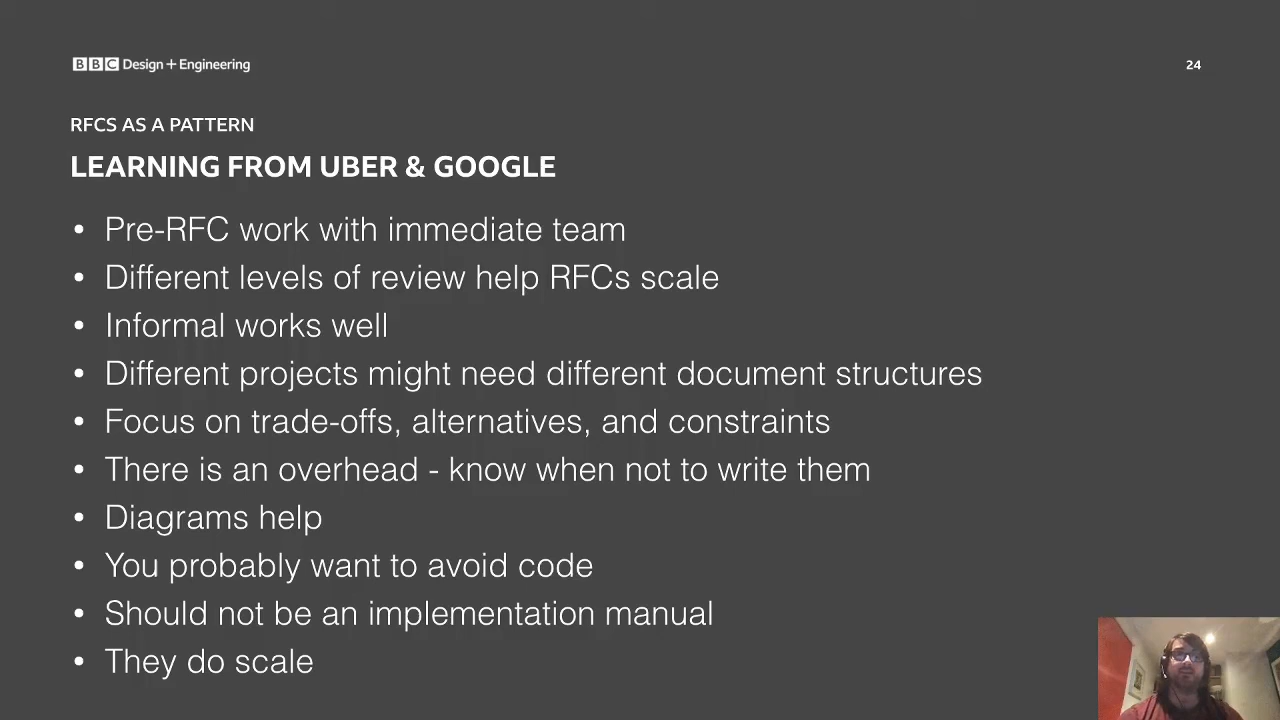 BBC Design + Engineering
24
RFCS AS A PATTERN
LEARNING FROM UBER & GOOGLE
• Pre-RFC work with immediate team
• Different levels of review help RFCs scale
• Informal works well
• Different projects might need different document structures
• Focus on trade-offs, alternatives, and constraints
• There is an overhead - know when not to write them
• Diagrams help
• You probably want to avoid code
• Should not be an implementation manual
• They do scale